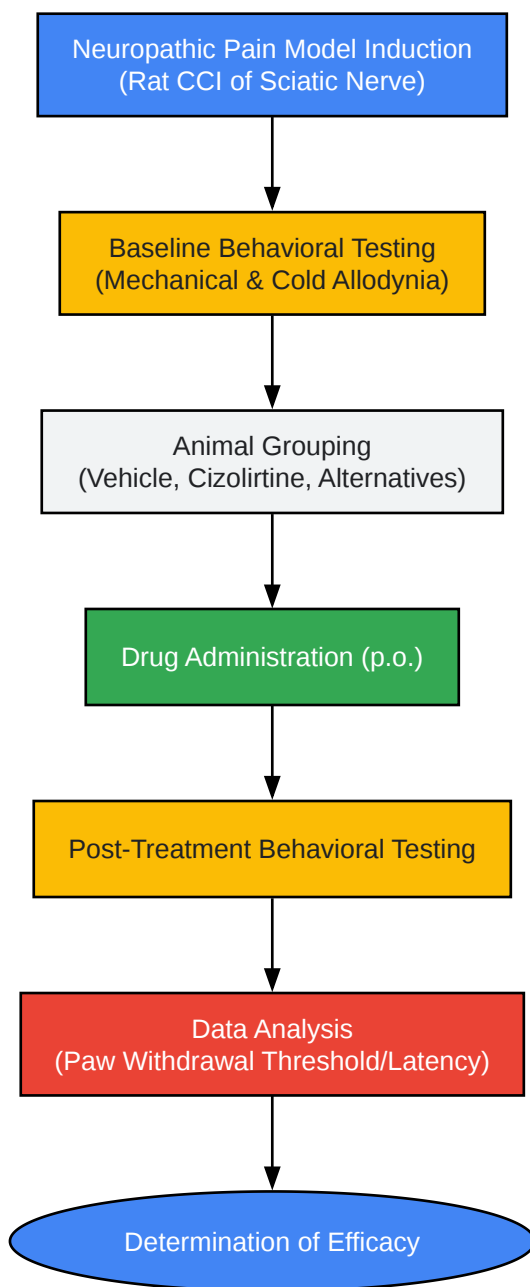 Neuropathic Pain Model Induction
(Rat CCI of Sciatic Nerve)
Baseline Behavioral Testing
(Mechanical & Cold Allodynia)
Animal Grouping
(Vehicle, Cizolirtine, Alternatives)
Drug Administration (p.o.)
Post-Treatment Behavioral Testing
Data Analysis
(Paw Withdrawal Threshold/Latency)
Determination of Efficacy